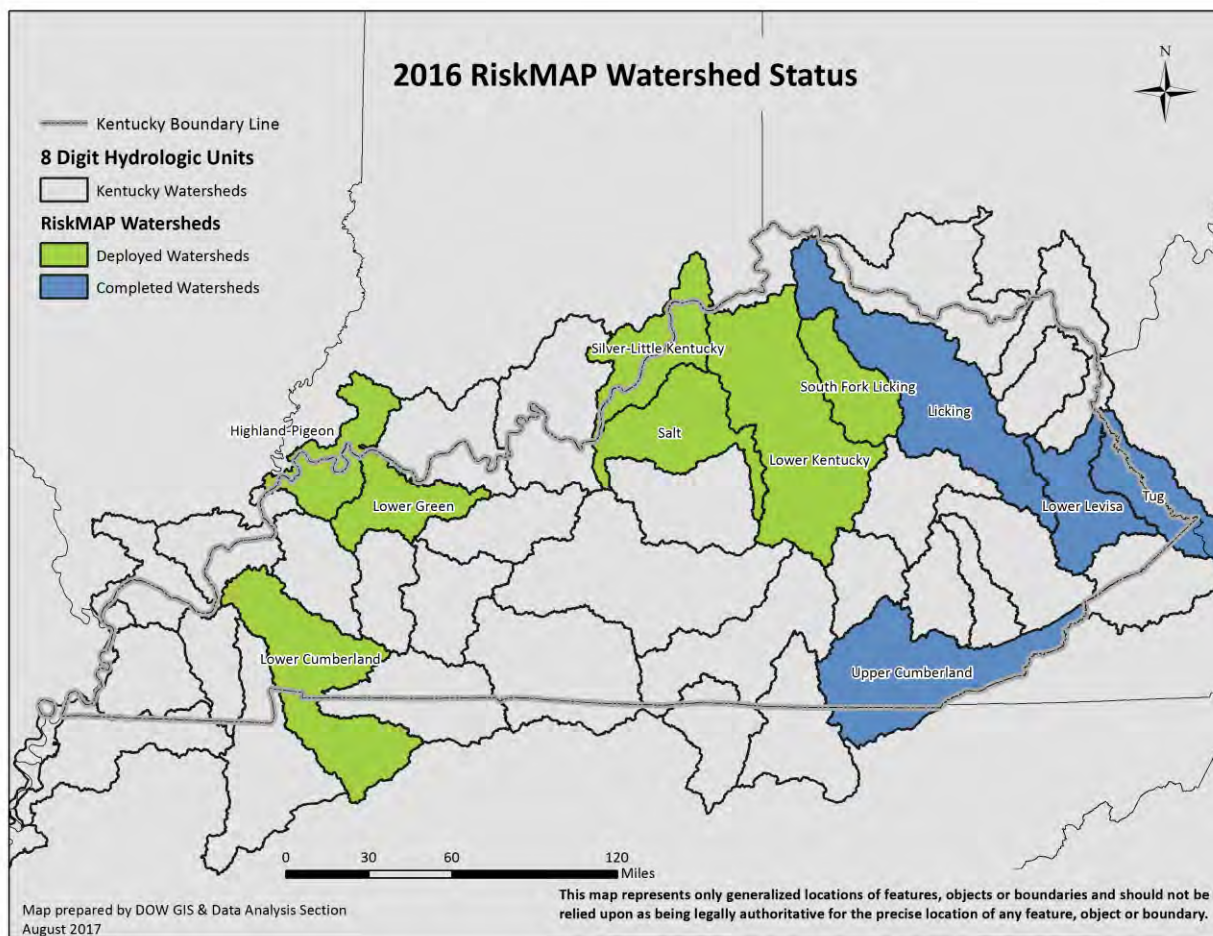 2016 RiskMAP Watershed Status
N
Kentucky Boundary Line
8 Digit Hydrologic Units
Kentucky Watersheds
RiskMAP Watersheds
Deployed Watersheds
Completed Watersheds
Silver-Little Kentucky
South Fork Licking
Licking
Highland-Pigeon
Salt
Lower Kentucky
Lower Green
Lower Levisa
Tug
Lower Cumberland
Upper Cumberland
0 30 60 120
Miles
This map represents only generalized locations of features, objects or boundaries and should not be
relied upon as being legally authoritative for the precise location of any feature, object or boundary.
Map prepared by DOW GIS & Data Analysis Section
August 2017